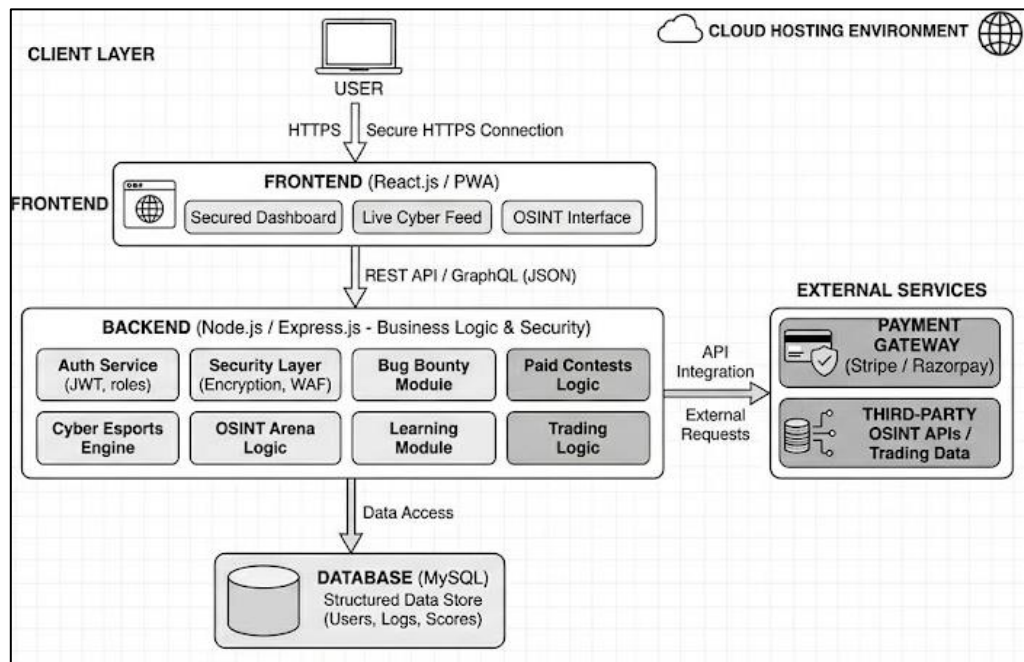 CLOUD HOSTING ENVIRONMENT
CLIENT LAYER
USER
HTTPS
Secure HTTPS Connection
FRONTEND
FRONTEND (React.js / PWA)
Secured Dashboard
Live Cyber Feed
OSINT Interface
REST API / GraphQL (JSON)
BACKEND (Node.js / Express.js - Business Logic & Security)
Auth Service
(JWT, roles)
Security Layer
(Encryption, WAF)
Bug Bounty
Module
Paid Contests
Logic
Cyber Esports
Engine
OSINT Arena
Logic
Learning
Module
Trading
Logic
API
Integration
External
Requests
EXTERNAL SERVICES
PAYMENT
GATEWAY
(Stripe / Razorpay)
THIRD-PARTY
OSINT APIs /
Trading Data
Data Access
DATABASE (MySQL)
Structured Data Store
(Users, Logs, Scores)